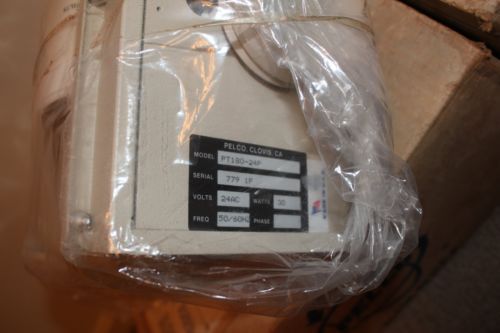 PELCO, CLOVIS, CA
MODEL PT180-24P
SERIAL 779 1F
VOLTS 24AC WATTS 30
FREQ 50/60HZ PHASE